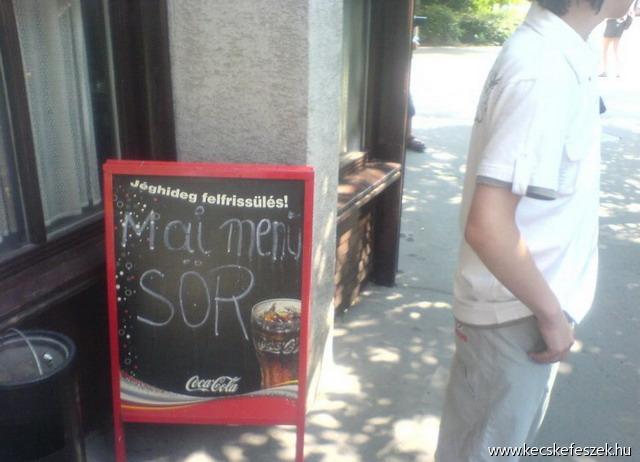 Jéghideg felfrissülés!
Mai menü
SÖR
Coca-Cola
www.kecskefeszek.hu